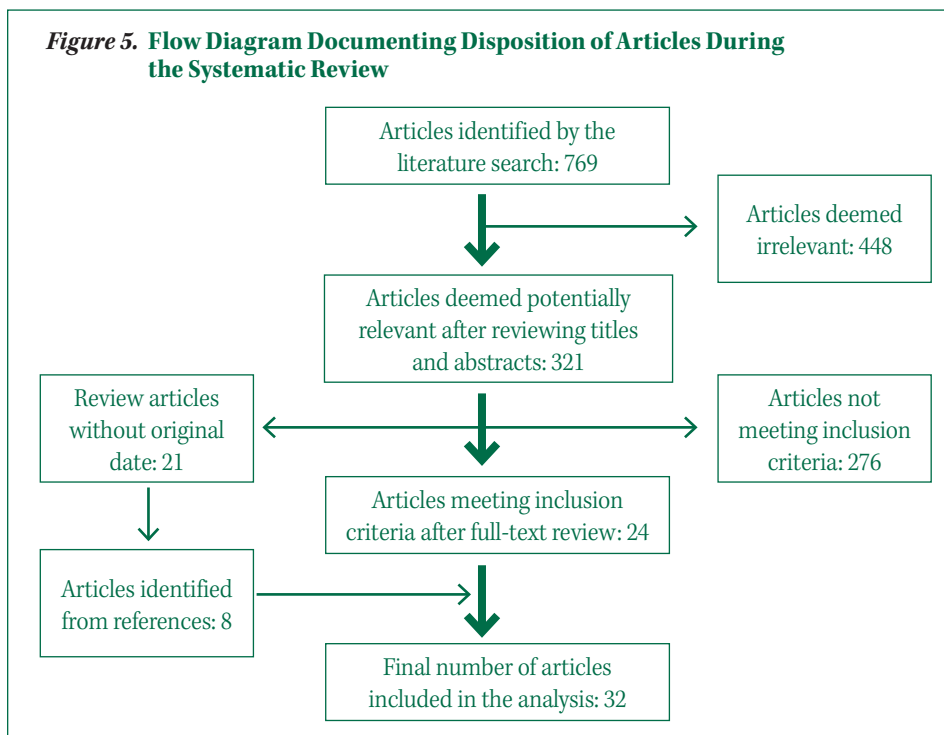 Figure 5. Flow Diagram Documenting Disposition of Articles During
the Systematic Review
Articles identified by the
literature search: 769
Articles deemed
irrelevant: 448
Articles deemed potentially
relevant after reviewing titles
and abstracts: 321
Review articles
without original
date: 21
Articles not
meeting inclusion
criteria: 276
Articles meeting inclusion
criteria after full-text review: 24
Articles identified
from references: 8
Final number of articles
included in the analysis: 32